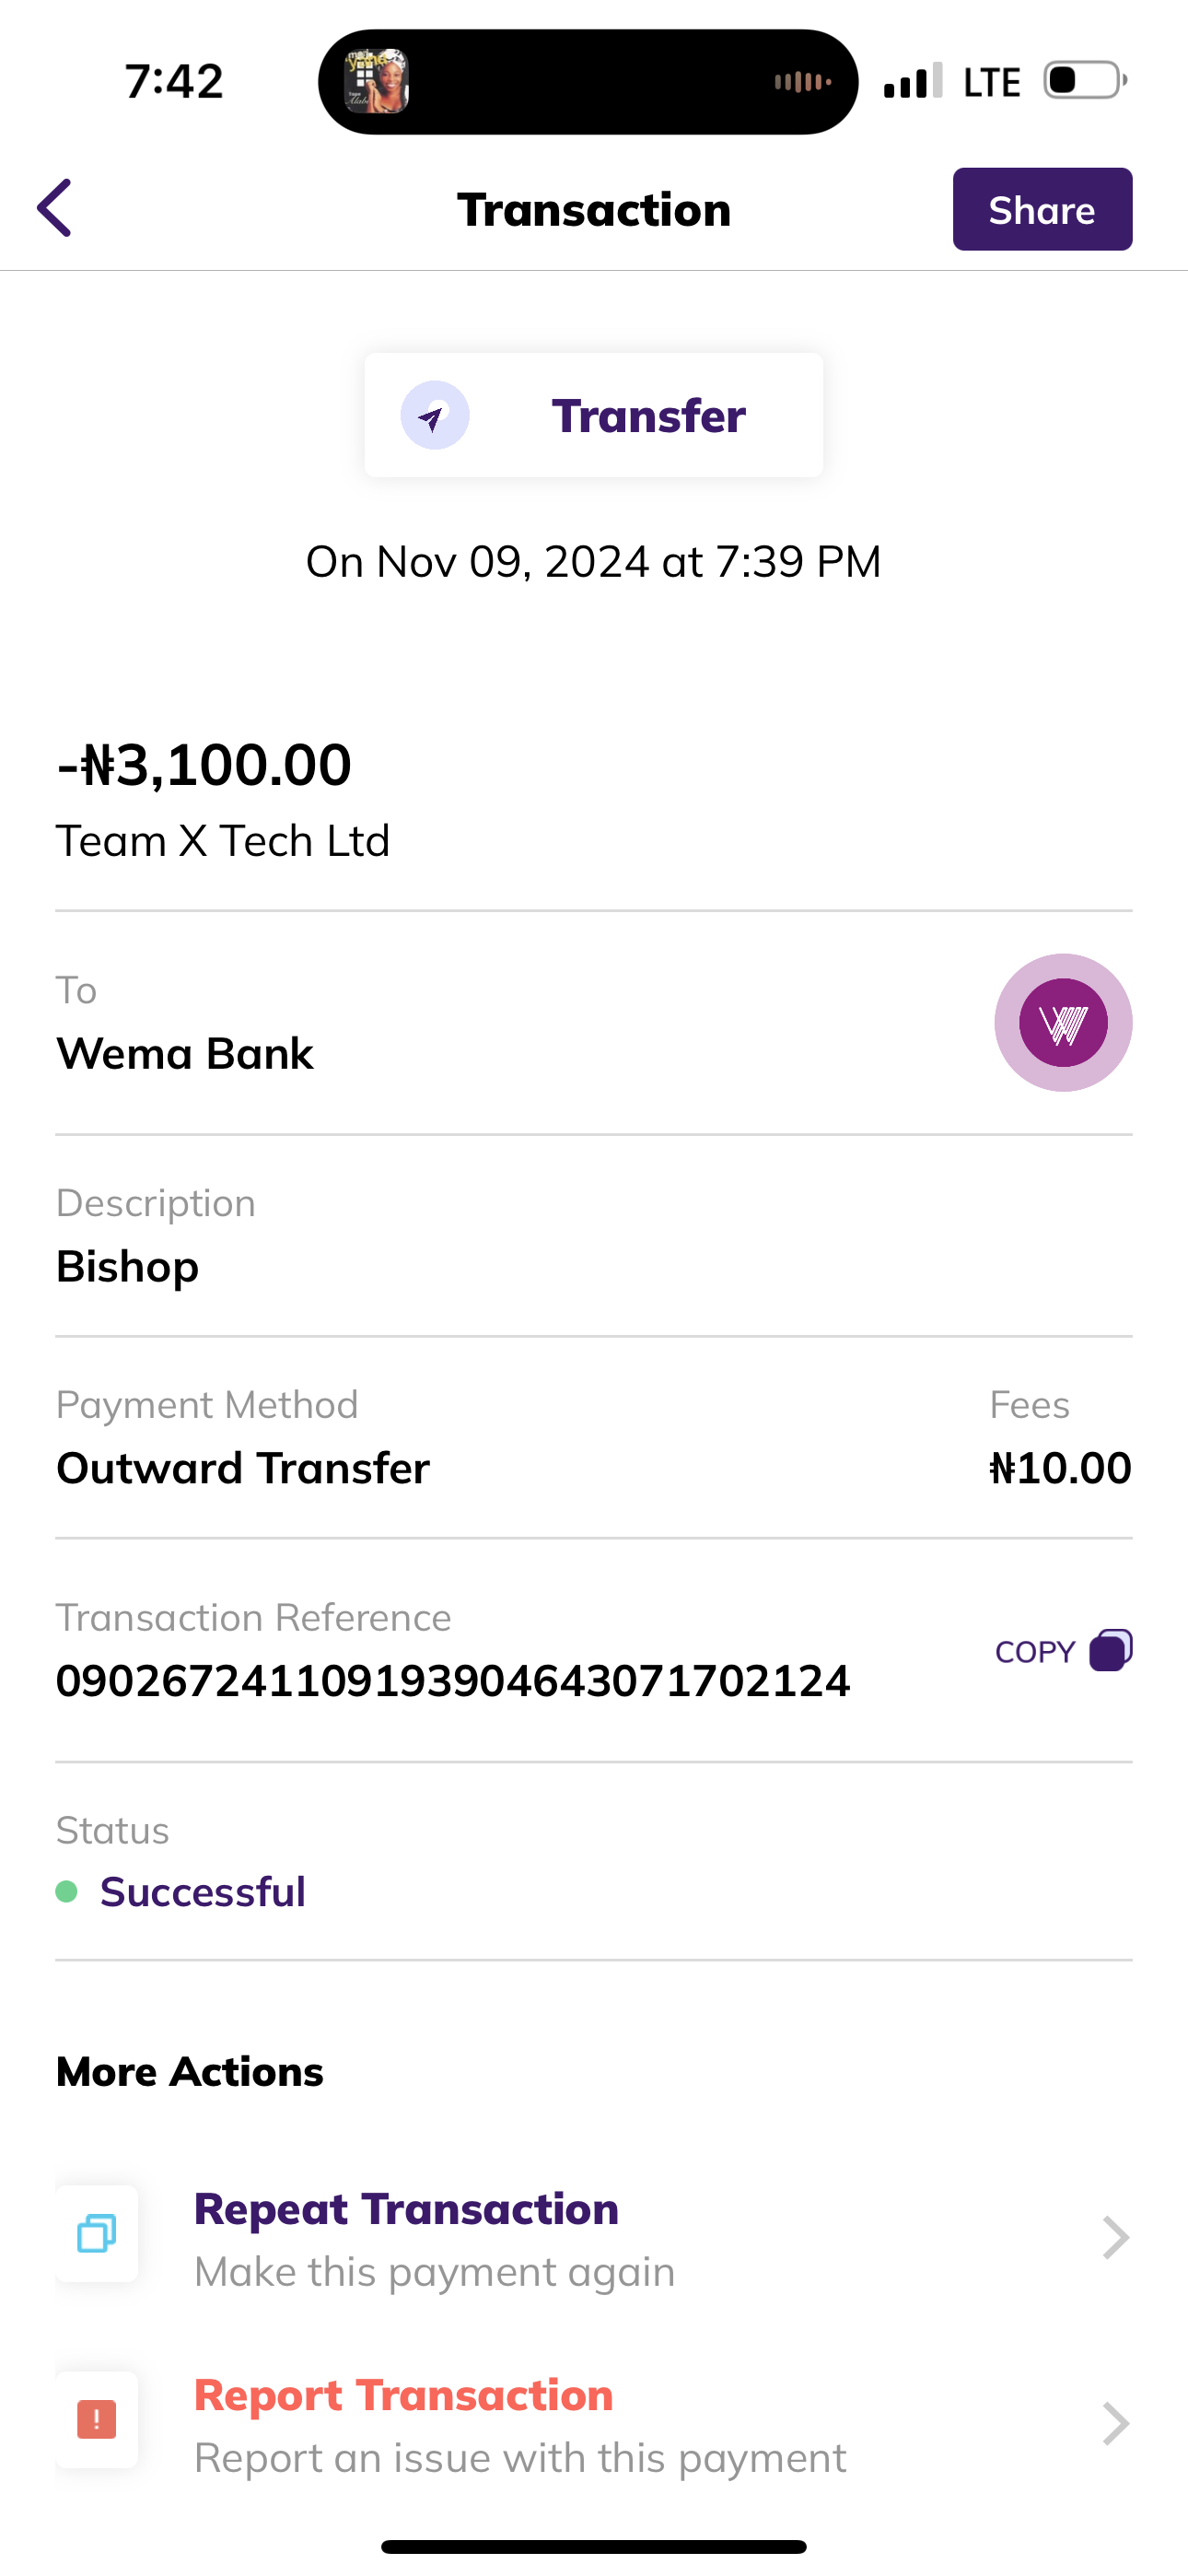 7:42
LTE
Transaction
Share
Transfer
On Nov 09, 2024 at 7:39 PM
-₦3,100.00
Team X Tech Ltd
To
Wema Bank
Description
Bishop
Payment Method
Fees
Outward Transfer
₦10.00
Transaction Reference
COPY
090267241109193904643071702124
Status
Successful
More Actions
Repeat Transaction
Make this payment again
Report Transaction
Report an issue with this payment